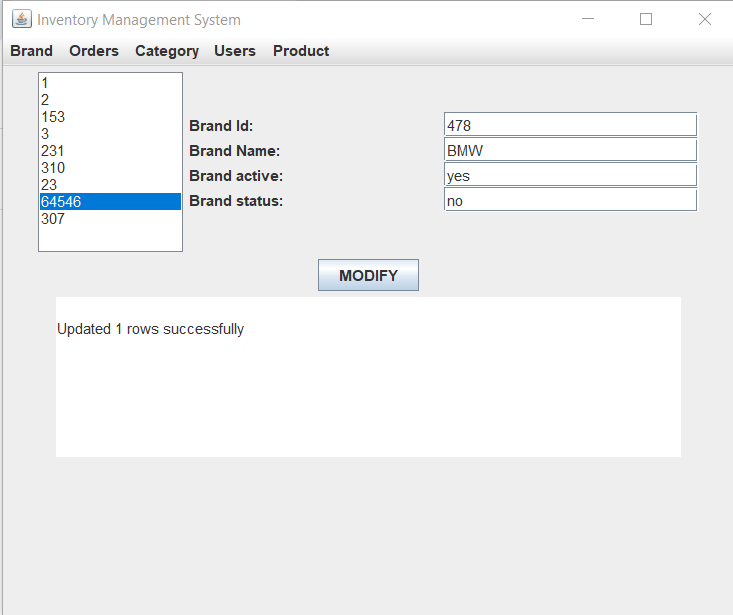 Inventory Management System
Brand Orders Category Users Product
1
2
153
3
231
310
23
64546
307
Brand Id: 478
Brand Name: BMW
Brand active: yes
Brand status: no
MODIFY
Updated 1 rows successfully